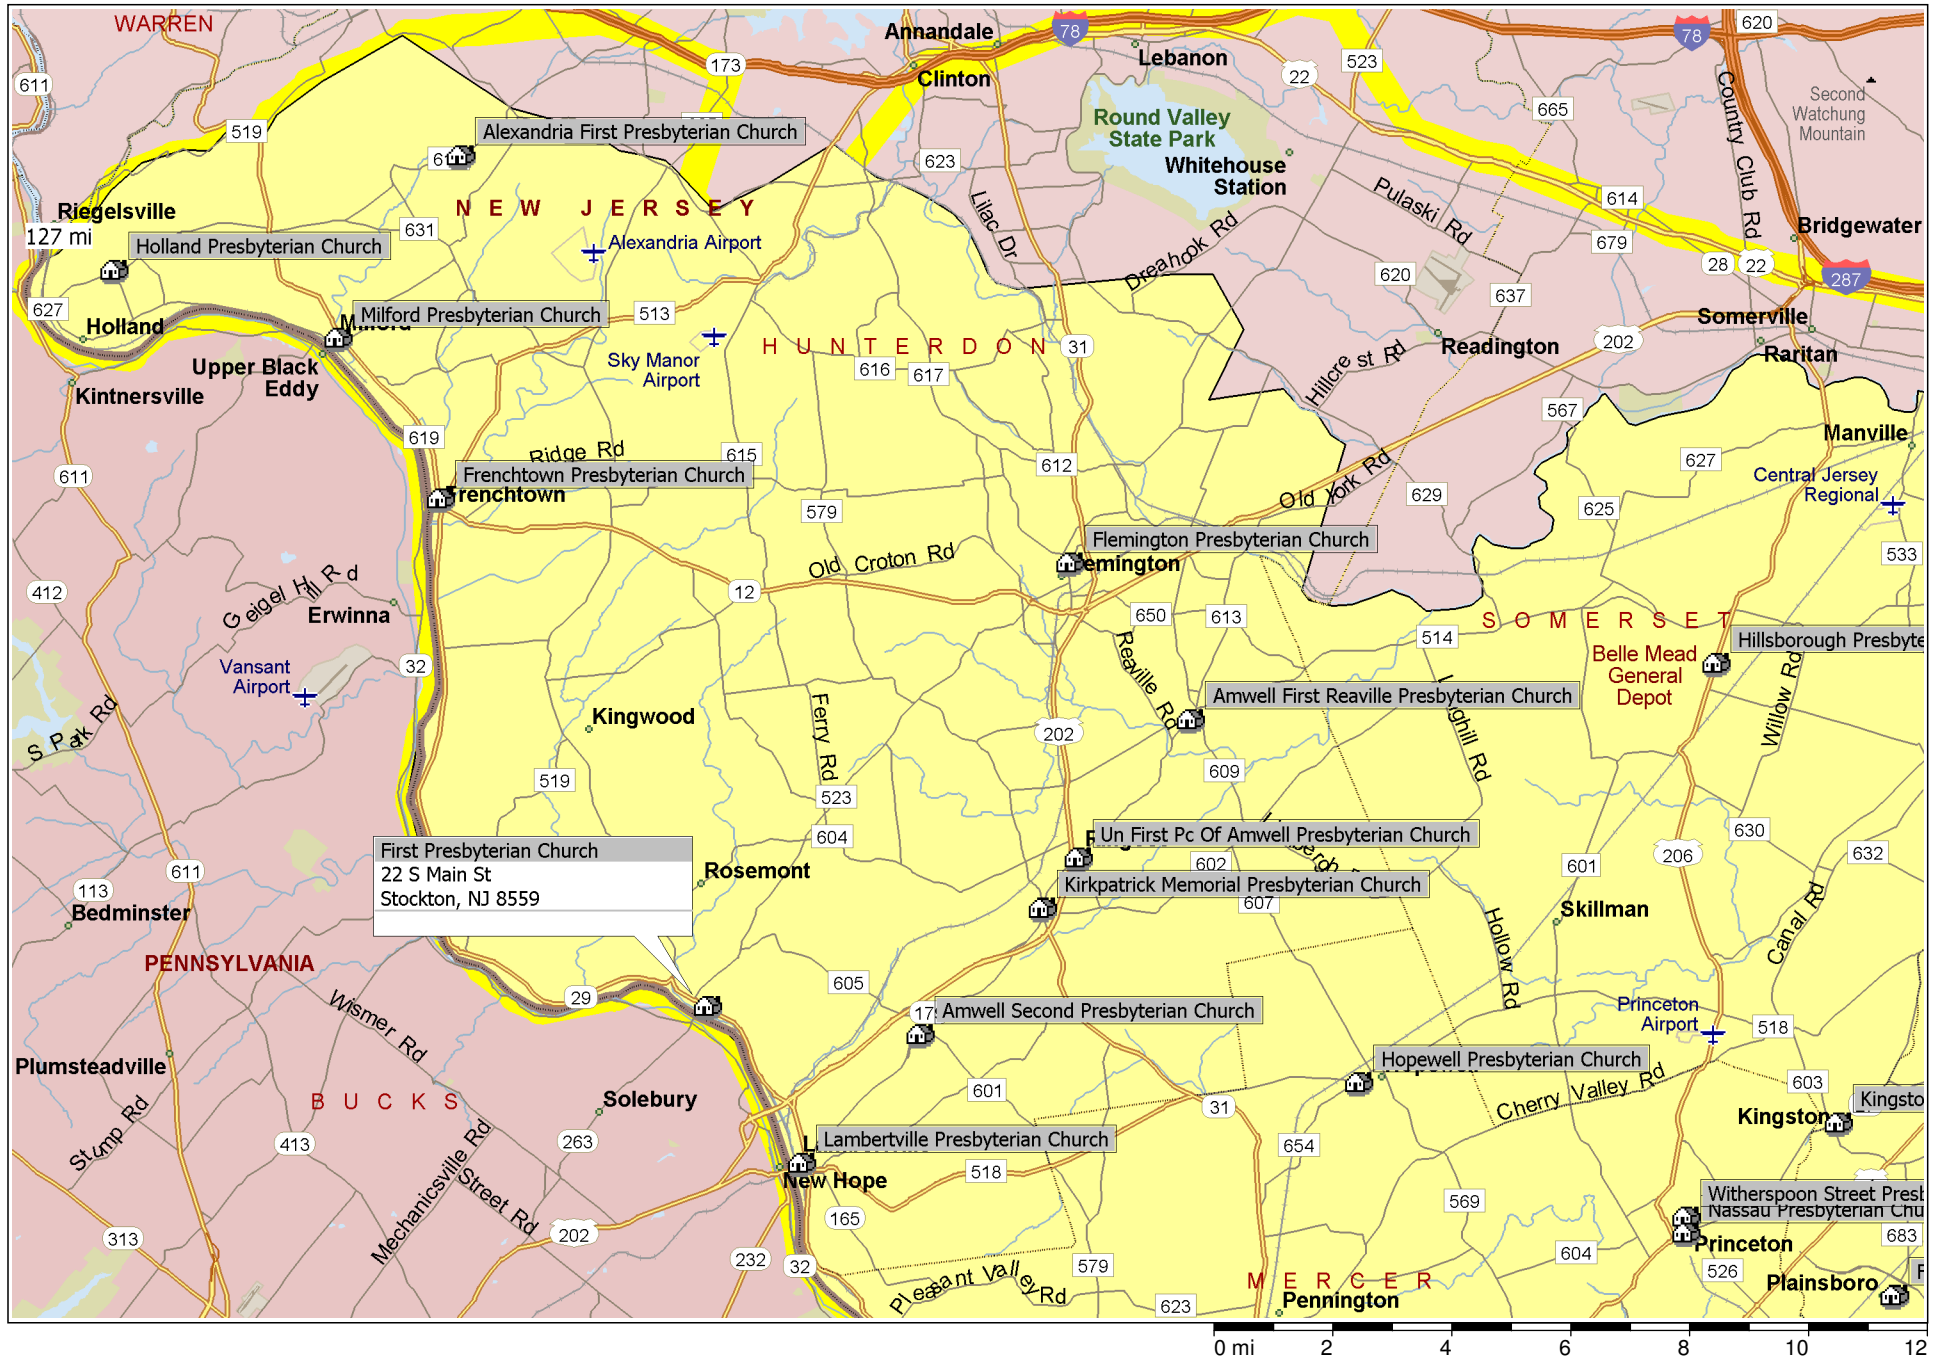 WARREN
Annandale
78
Lebanon
78
620
173
22
523
Clinton
611
Country Club Rd
Second
Watchung
Mountain
665
Round Valley
State Park
519
Alexandria First Presbyterian Church
623
Whitehouse
Station
Pulaski Rd
614
Lilac Dr
Riegelsville
127 mi
NEW JERSEY
631
Bridgewater
Holland Presbyterian Church
Alexandria Airport
679
Dreahook Rd
28
22
620
287
637
627
Milford Presbyterian Church
513
Somerville
Holland
Sky Manor
Airport
HUNTERDON
31
202
Readington
Raritan
Upper Black
Eddy
616
617
Hillcrest Rd
Kintnersville
567
619
Manville
Ridge Rd
615
612
627
611
Frenchtown Presbyterian Church
Old York Rd
Central Jersey
Regional
629
625
579
Flemington Presbyterian Church
533
Old Croton Rd
12
412
Geigel Hill Rd
Erwinna
650
613
514
SOMERSET
Hillsborough Presbyte
Reaville Rd
Belle Mead
General
Depot
Vansant
Airport
32
Willow Rd
Amwell First Reaville Presbyterian Church
S Park Rd
Kingwood
Ferry Rd
202
609
519
523
604
Un First Pc Of Amwell Presbyterian Church
630
First Presbyterian Church
22 S Main St
Stockton, NJ 8559
602
601
206
632
611
Rosemont
Kirkpatrick Memorial Presbyterian Church
113
607
Bedminster
Skillman
Hollow Rd
Canal Rd
PENNSYLVANIA
605
29
Wismer Rd
Amwell Second Presbyterian Church
Princeton
Airport
518
Plumsteadville
Hopewell Presbyterian Church
Cherry Valley Rd
603
601
BUCKS
Solebury
31
Kingsto
Kingston
Stump Rd
413
263
Lambertville Presbyterian Church
654
518
Mechanicsville Rd
Street Rd
New Hope
569
Witherspoon Street Presb
Nassau Presbyterian Chu
165
313
202
683
Princeton
232
32
604
579
526
Pleasant Valley Rd
MERCER
Plainsboro
Pennington
623
0 mi 2 4 6 8 10 12